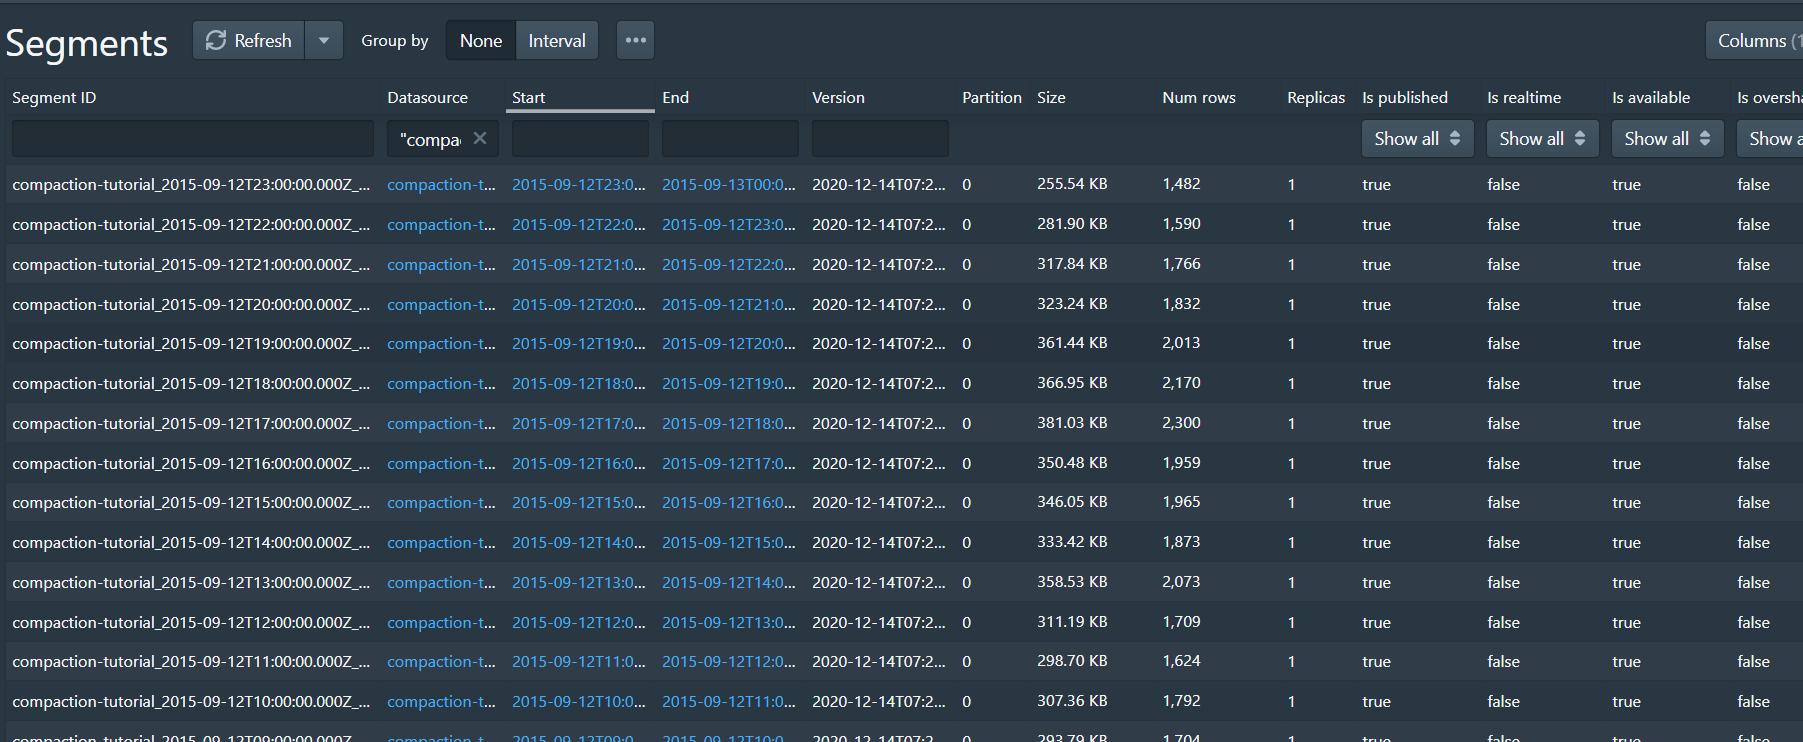 Segments Refresh Group by None Interval ••• Columns (1
Segment ID Datasource Start End Version Partition Size Num rows Replicas Is published Is realtime Is available Is oversha
"compa Show all Show all Show all Show a
compaction-tutorial_2015-09-12T23:00:00.000Z_... compaction-t... 2015-09-12T23:0... 2015-09-13T00:0... 2020-12-14T07:2... 0 255.54 KB 1,482 1 true false true false
compaction-tutorial_2015-09-12T22:00:00.000Z_... compaction-t... 2015-09-12T22:0... 2015-09-12T23:0... 2020-12-14T07:2... 0 281.90 KB 1,590 1 true false true false
compaction-tutorial_2015-09-12T21:00:00.000Z_... compaction-t... 2015-09-12T21:0... 2015-09-12T22:0... 2020-12-14T07:2... 0 317.84 KB 1,766 1 true false true false
compaction-tutorial_2015-09-12T20:00:00.000Z_... compaction-t... 2015-09-12T20:0... 2015-09-12T21:0... 2020-12-14T07:2... 0 323.24 KB 1,832 1 true false true false
compaction-tutorial_2015-09-12T19:00:00.000Z_... compaction-t... 2015-09-12T19:0... 2015-09-12T20:0... 2020-12-14T07:2... 0 361.44 KB 2,013 1 true false true false
compaction-tutorial_2015-09-12T18:00:00.000Z_... compaction-t... 2015-09-12T18:0... 2015-09-12T19:0... 2020-12-14T07:2... 0 366.95 KB 2,170 1 true false true false
compaction-tutorial_2015-09-12T17:00:00.000Z_... compaction-t... 2015-09-12T17:0... 2015-09-12T18:0... 2020-12-14T07:2... 0 381.03 KB 2,300 1 true false true false
compaction-tutorial_2015-09-12T16:00:00.000Z_... compaction-t... 2015-09-12T16:0... 2015-09-12T17:0... 2020-12-14T07:2... 0 350.48 KB 1,959 1 true false true false
compaction-tutorial_2015-09-12T15:00:00.000Z_... compaction-t... 2015-09-12T15:0... 2015-09-12T16:0... 2020-12-14T07:2... 0 346.05 KB 1,965 1 true false true false
compaction-tutorial_2015-09-12T14:00:00.000Z_... compaction-t... 2015-09-12T14:0... 2015-09-12T15:0... 2020-12-14T07:2... 0 333.42 KB 1,873 1 true false true false
compaction-tutorial_2015-09-12T13:00:00.000Z_... compaction-t... 2015-09-12T13:0... 2015-09-12T14:0... 2020-12-14T07:2... 0 358.53 KB 2,073 1 true false true false
compaction-tutorial_2015-09-12T12:00:00.000Z_... compaction-t... 2015-09-12T12:0... 2015-09-12T13:0... 2020-12-14T07:2... 0 311.19 KB 1,709 1 true false true false
compaction-tutorial_2015-09-12T11:00:00.000Z_... compaction-t... 2015-09-12T11:0... 2015-09-12T12:0... 2020-12-14T07:2... 0 298.70 KB 1,624 1 true false true false
compaction-tutorial_2015-09-12T10:00:00.000Z_... compaction-t... 2015-09-12T10:0... 2015-09-12T11:0... 2020-12-14T07:2... 0 307.36 KB 1,792 1 true false true false
compaction-tutorial_2015-09-12T09:00:00.000Z_... compaction-t... 2015-09-12T09:0... 2015-09-12T10:0... 2020-12-14T07:2... 0 293.79 KB 1,704 1 true false true false